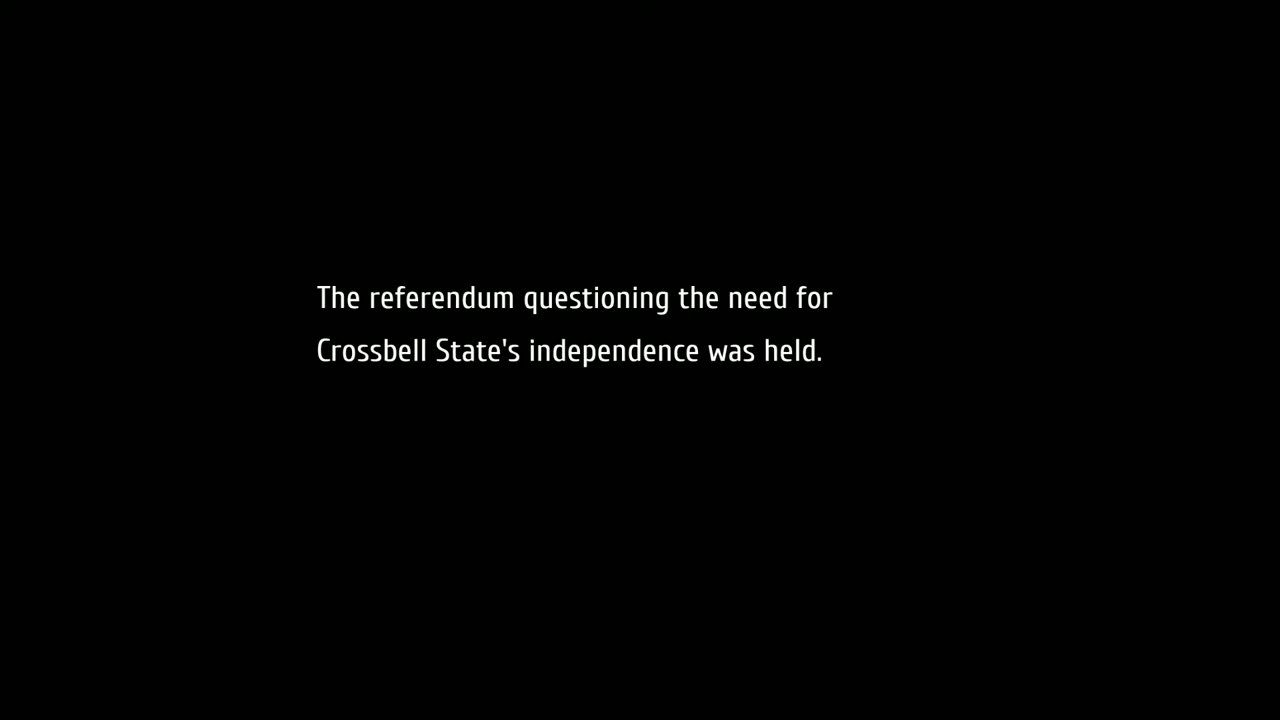 The referendum questioning the need for
Crossbell State's independence was held.